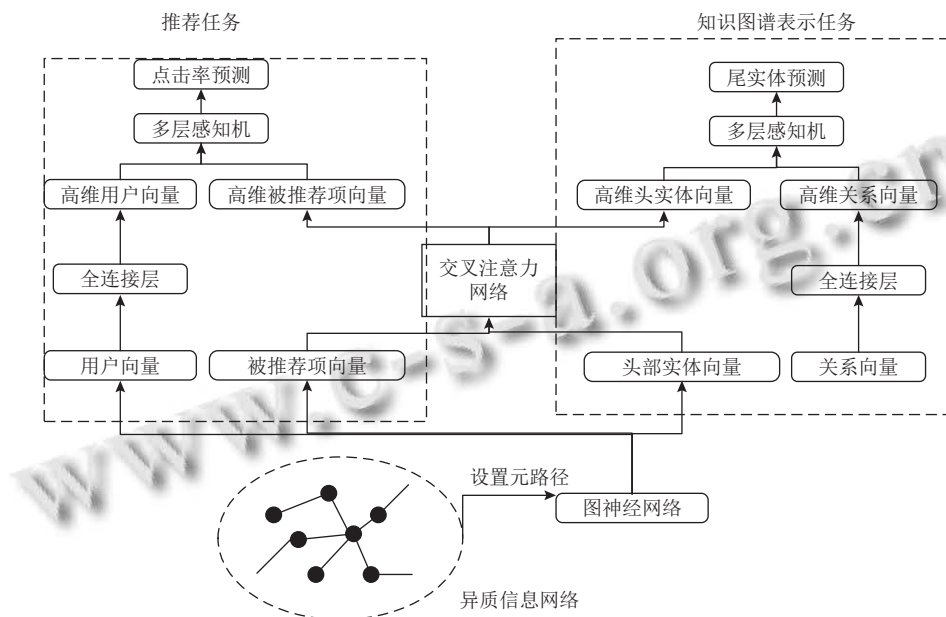 推荐任务
知识图谱表示任务
点击率预测
尾实体预测
多层感知机
多层感知机
高维用户向量
高维被推荐项向量
高维头实体向量
高维关系向量
交叉注意力
网络
全连接层
全连接层
用户向量
被推荐项向量
头部实体向量
关系向量
设置元路径
图神经网络
异质信息网络
www.c-s-a.org.cn